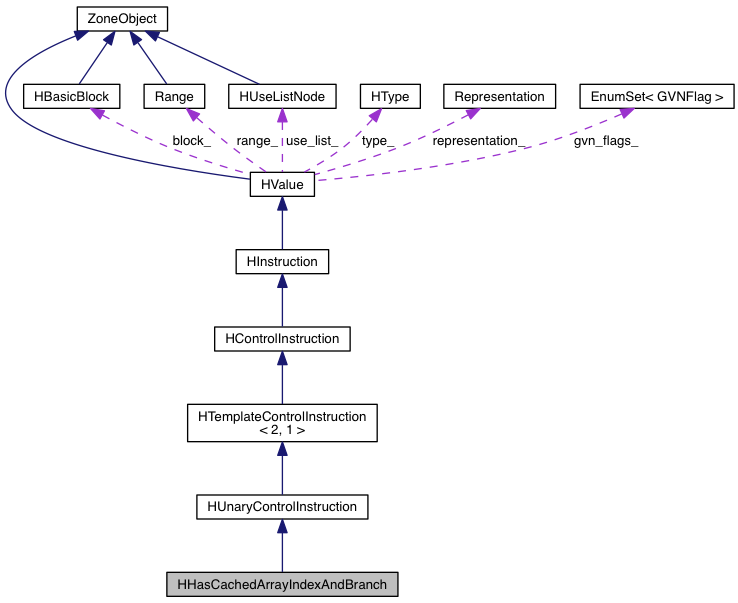 ZoneObject
HBasicBlock
Range
HUseListNode
HType
Representation
EnumSet< GVNFlag >
block_
range_
use_list_
type_
representation_
gvn_flags_
HValue
HInstruction
HControlInstruction
HTemplateControlInstruction
< 2, 1 >
HUnaryControlInstruction
HHasCachedArrayIndexAndBranch